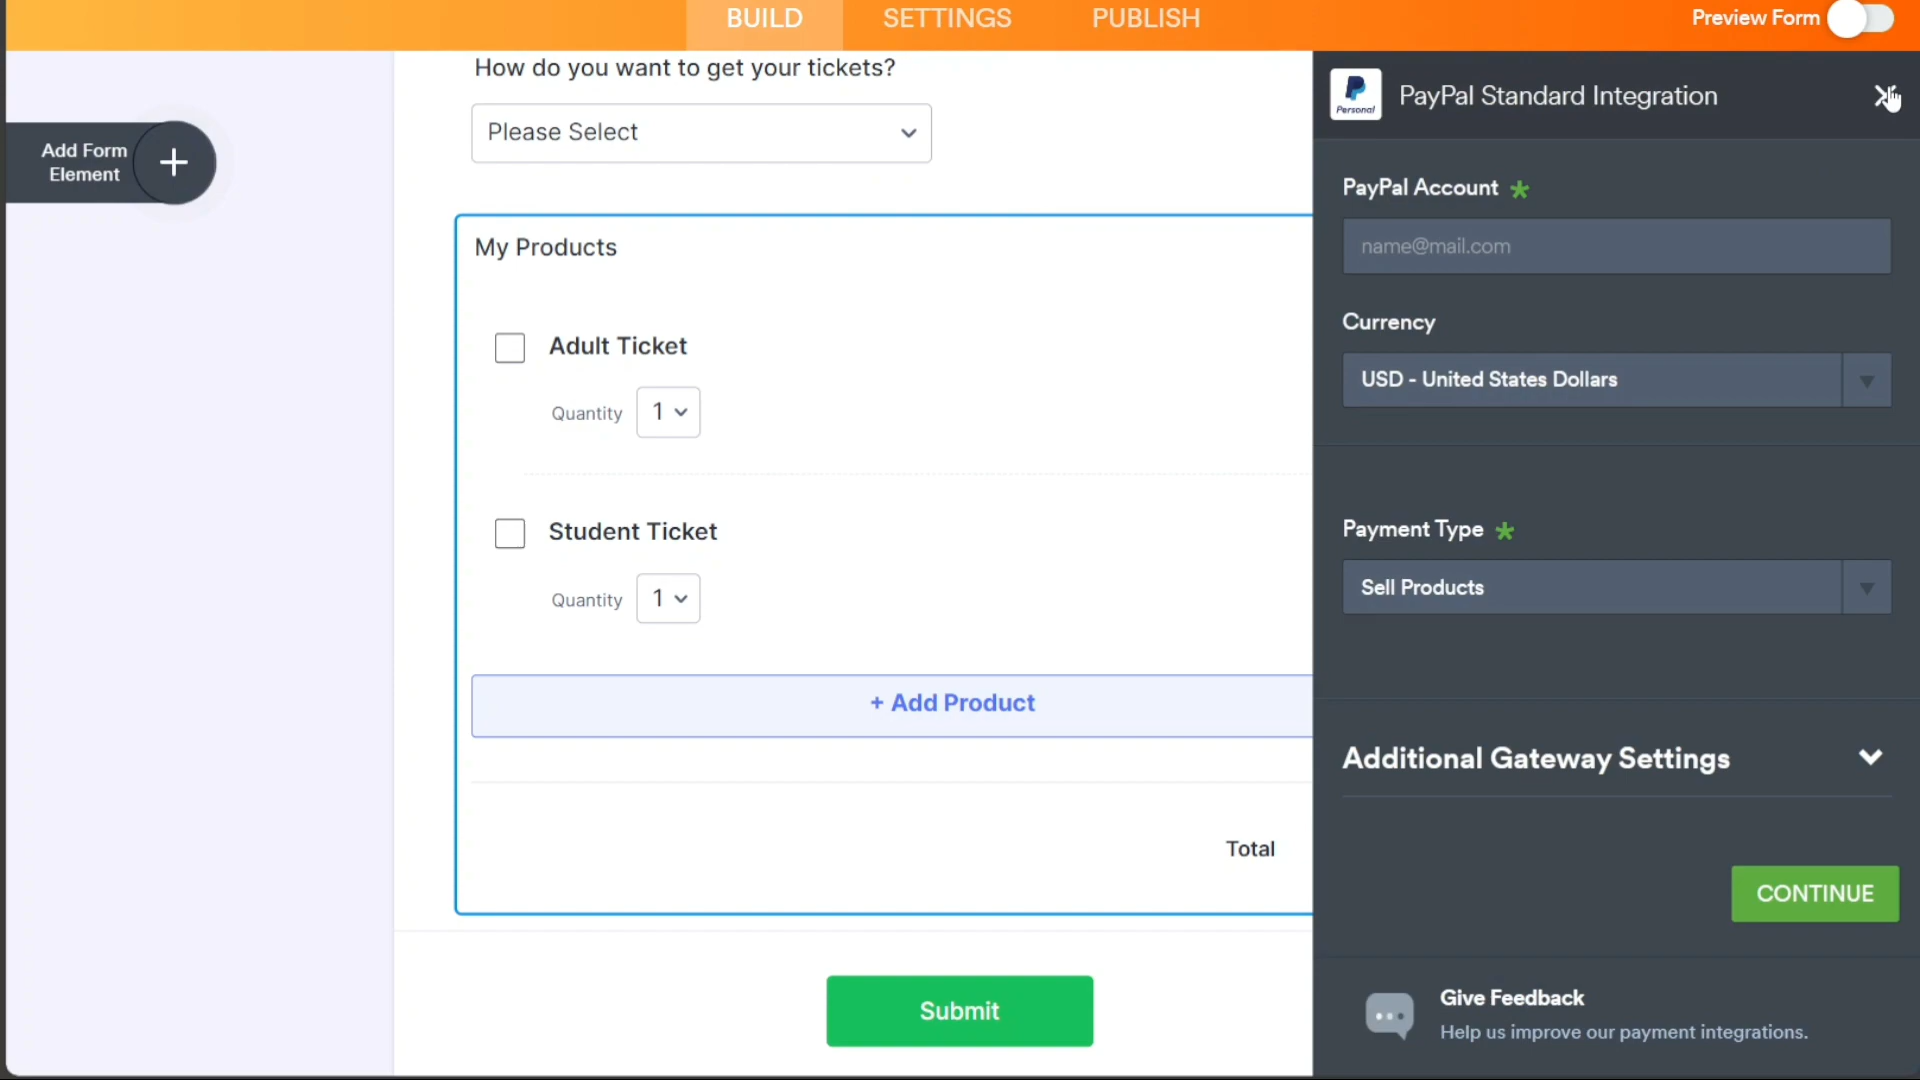 BUILD
SETTINGS
PUBLISH
Preview Form
Add Form
Element
+
How do you want to get your tickets?
Please Select
My Products
Adult Ticket
Quantity
1
Student Ticket
Quantity
1
+ Add Product
Total
Submit
Personal
PayPal Standard Integration
PayPal Account *
name@mail.com
Currency
USD - United States Dollars
Payment Type *
Sell Products
Additional Gateway Settings
CONTINUE
Give Feedback
Help us improve our payment integrations.